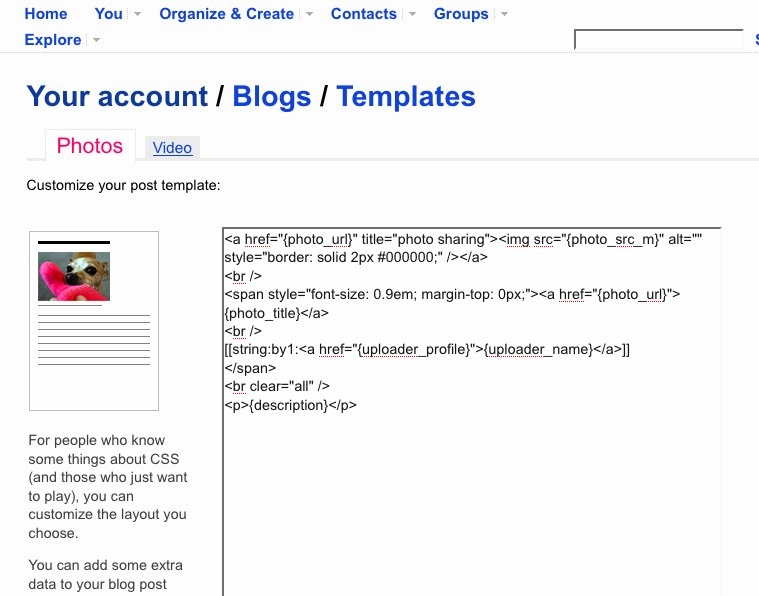 Home You Organize & Create Contacts Groups
Explore
Your account / Blogs / Templates
Photos Video
Customize your post template:
<a href="{photo_url}" title="photo sharing"><img src="{photo_src_m}" alt=""
style="border: solid 2px #000000;" /></a>
<br />
<span style="font-size: 0.9em; margin-top: 0px;"><a href="{photo_url}">
{photo_title}</a>
<br />
[[string:by1:<a href="{uploader_profile}">{uploader_name}</a>]]
</span>
<br clear="all" />
<p>{description}</p>
For people who know
some things about CSS
(and those who just want
to play), you can
customize the layout you
choose.
You can add some extra
data to your blog post